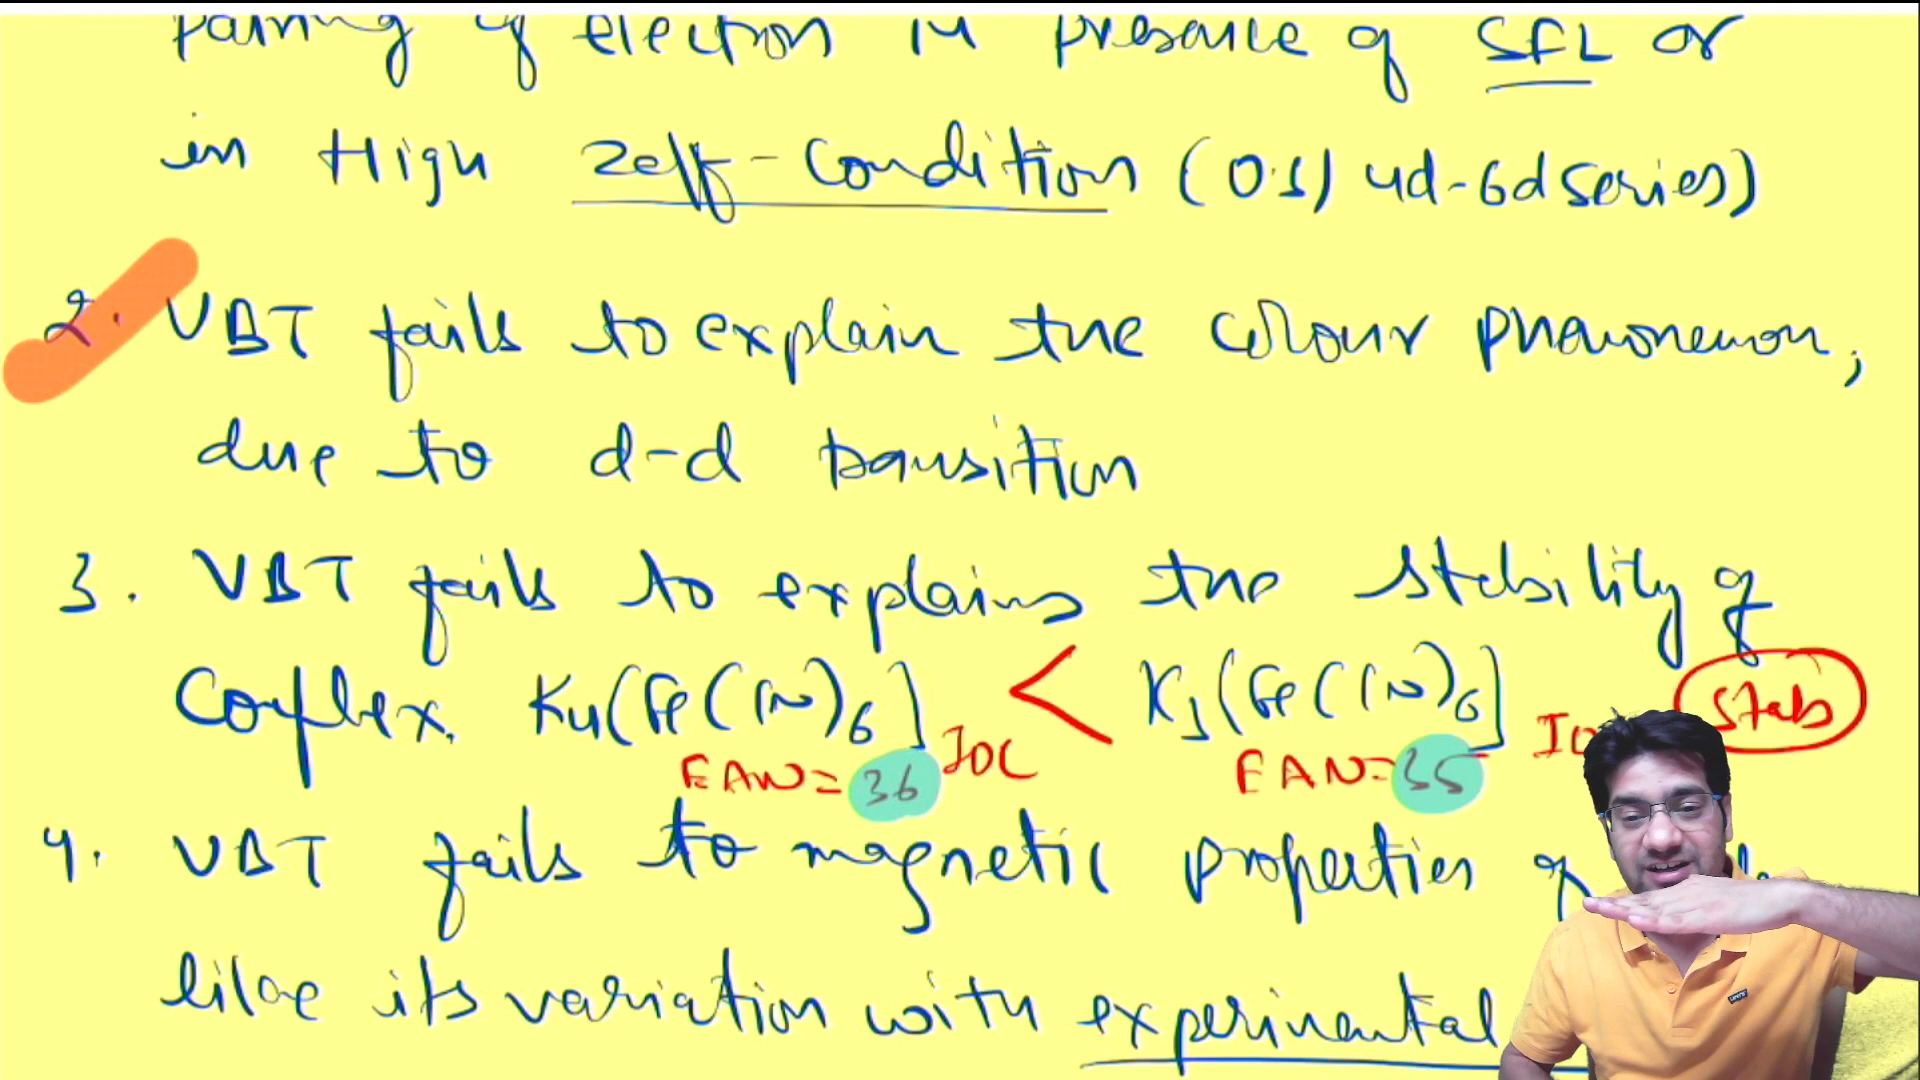 pairing of electron in presence of SFL or
in High Zeff-Condition (O.S) 4d-6d series)
2. VBT fails to explain the colour phenomenon,
due to d-d transition
3. VBT fails to explains the stability of
Complex. K4[Fe(CN)6] < K3[Fe(CN)6] Stab
EAN=36 IOC EAN=35
4. VBT fails to magnetic properties of
like its variation with experimental